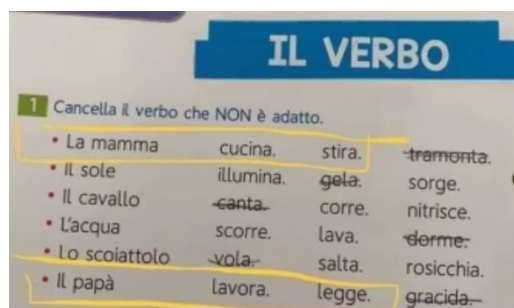 IL VERBO
1 Cancella il verbo che NON è adatto.
• La mamma cucina. stira. tramonta.
• Il sole illumina. gela. sorge.
• Il cavallo canta. corre. nitrisce.
• L'acqua scorre. lava. dorme.
• Lo scoiattolo vola. salta. rosicchia.
• Il papà lavora. legge. gracida.